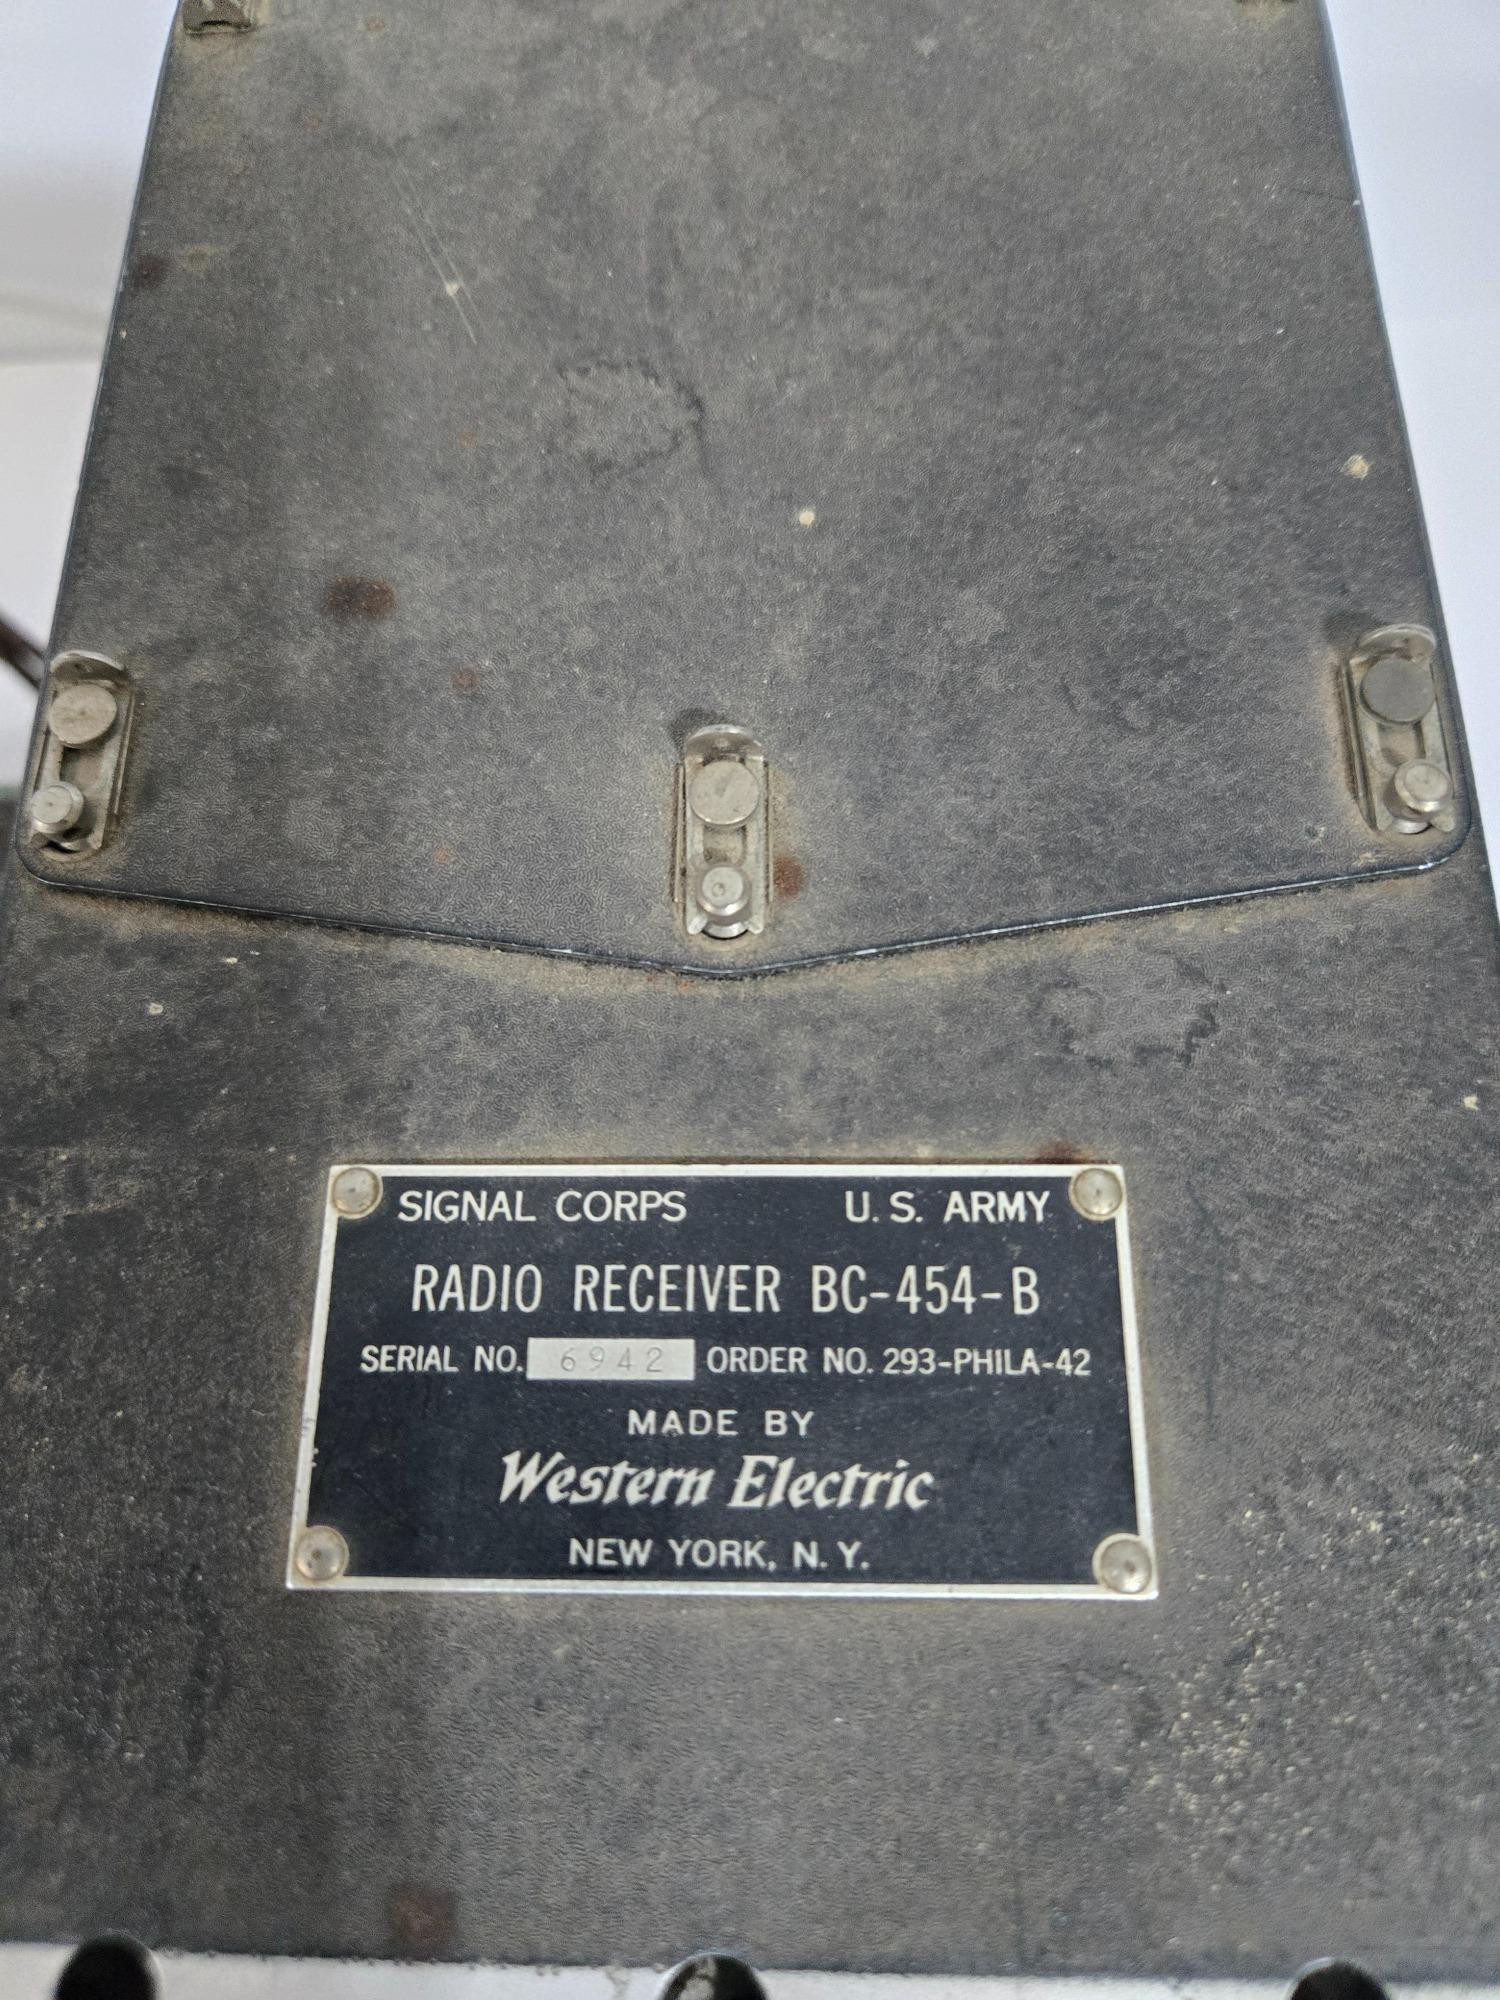 SIGNAL CORPS U. S. ARMY
RADIO RECEIVER BC-454-B
SERIAL NO. 6942 ORDER NO. 293-PHILA-42
MADE BY
Western Electric
NEW YORK, N. Y.